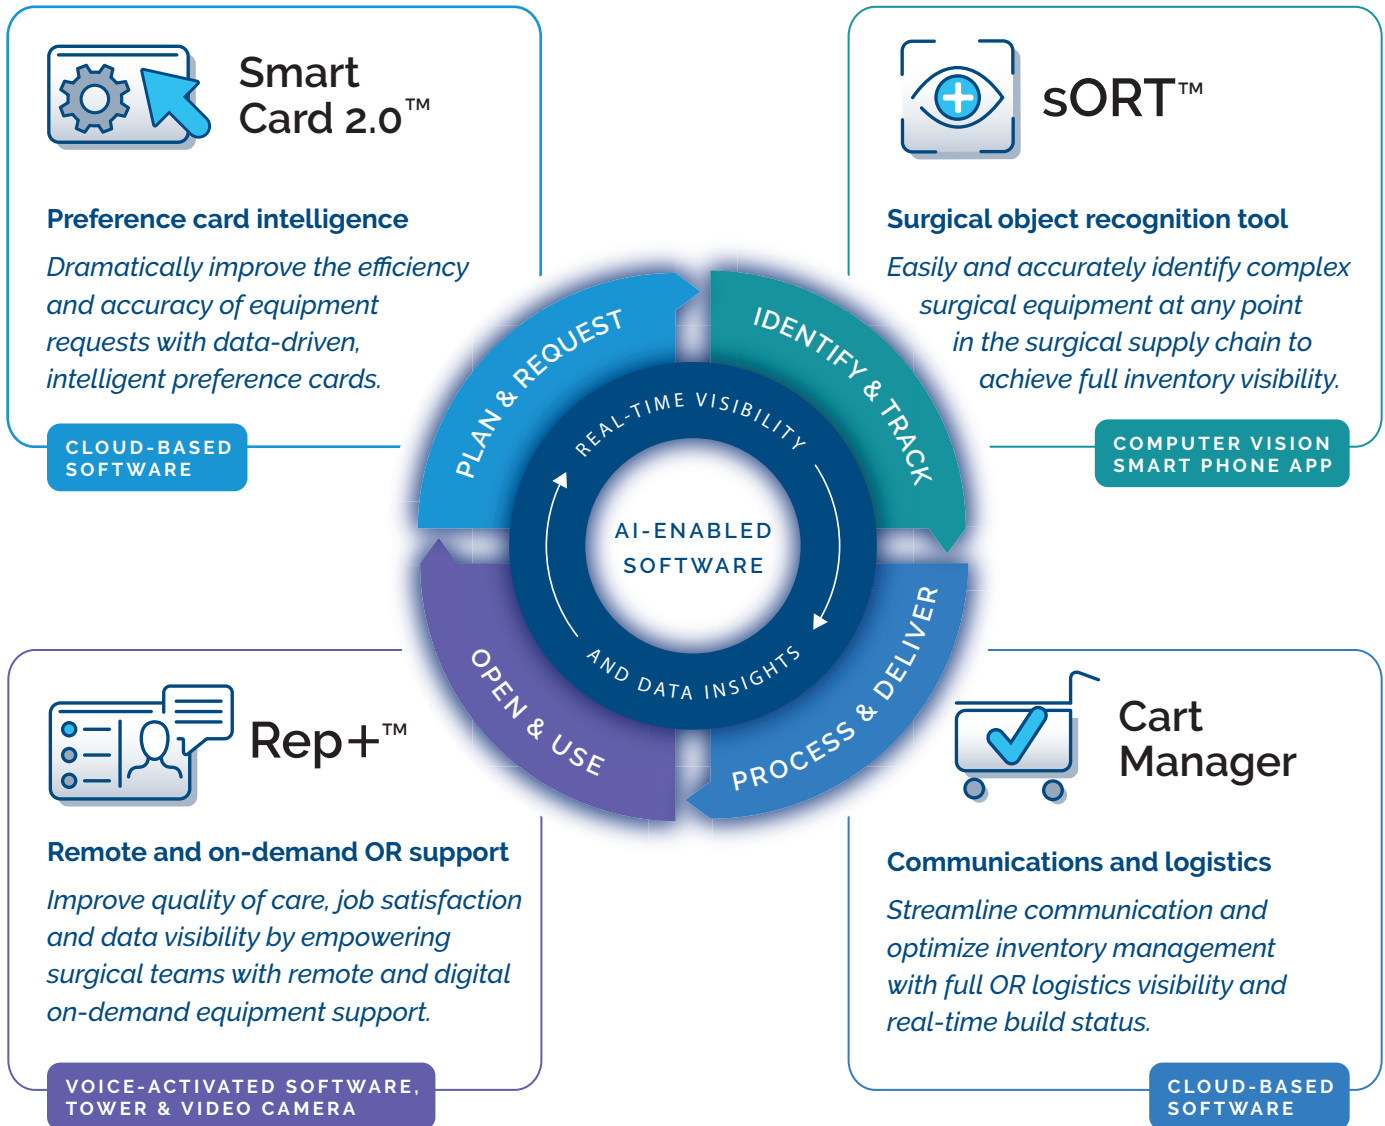 Smart
Card 2.0™
Preference card intelligence
Dramatically improve the efficiency
and accuracy of equipment
requests with data-driven,
intelligent preference cards.
CLOUD-BASED
SOFTWARE
sORT™
Surgical object recognition tool
Easily and accurately identify complex
surgical equipment at any point
in the surgical supply chain to
achieve full inventory visibility.
COMPUTER VISION
SMART PHONE APP
PLAN & REQUEST
IDENTIFY & TRACK
PROCESS & DELIVER
OPEN & USE
REAL-TIME VISIBILITY
AND DATA INSIGHTS
AI-ENABLED
SOFTWARE
Rep+™
Remote and on-demand OR support
Improve quality of care, job satisfaction
and data visibility by empowering
surgical teams with remote and digital
on-demand equipment support.
VOICE-ACTIVATED SOFTWARE,
TOWER & VIDEO CAMERA
Cart
Manager
Communications and logistics
Streamline communication and
optimize inventory management
with full OR logistics visibility and
real-time build status.
CLOUD-BASED
SOFTWARE